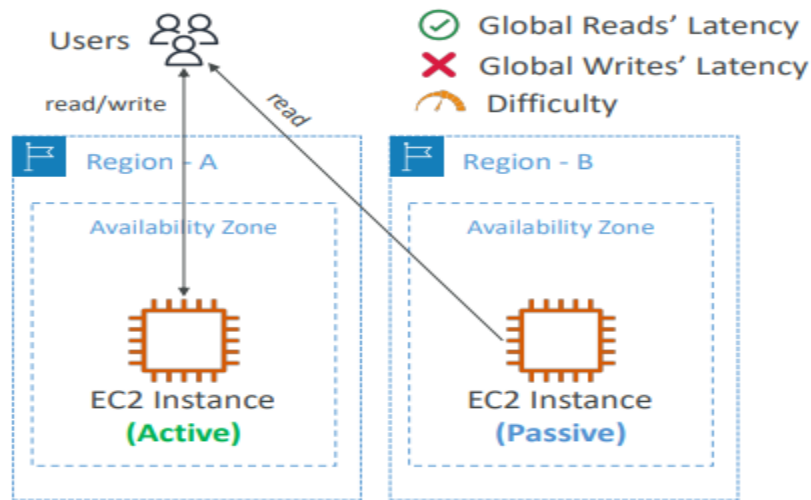 Users
Global Reads' Latency
Global Writes' Latency
Difficulty
read/write
read
Region - A
Region - B
Availability Zone
Availability Zone
EC2 Instance
(Active)
EC2 Instance
(Passive)